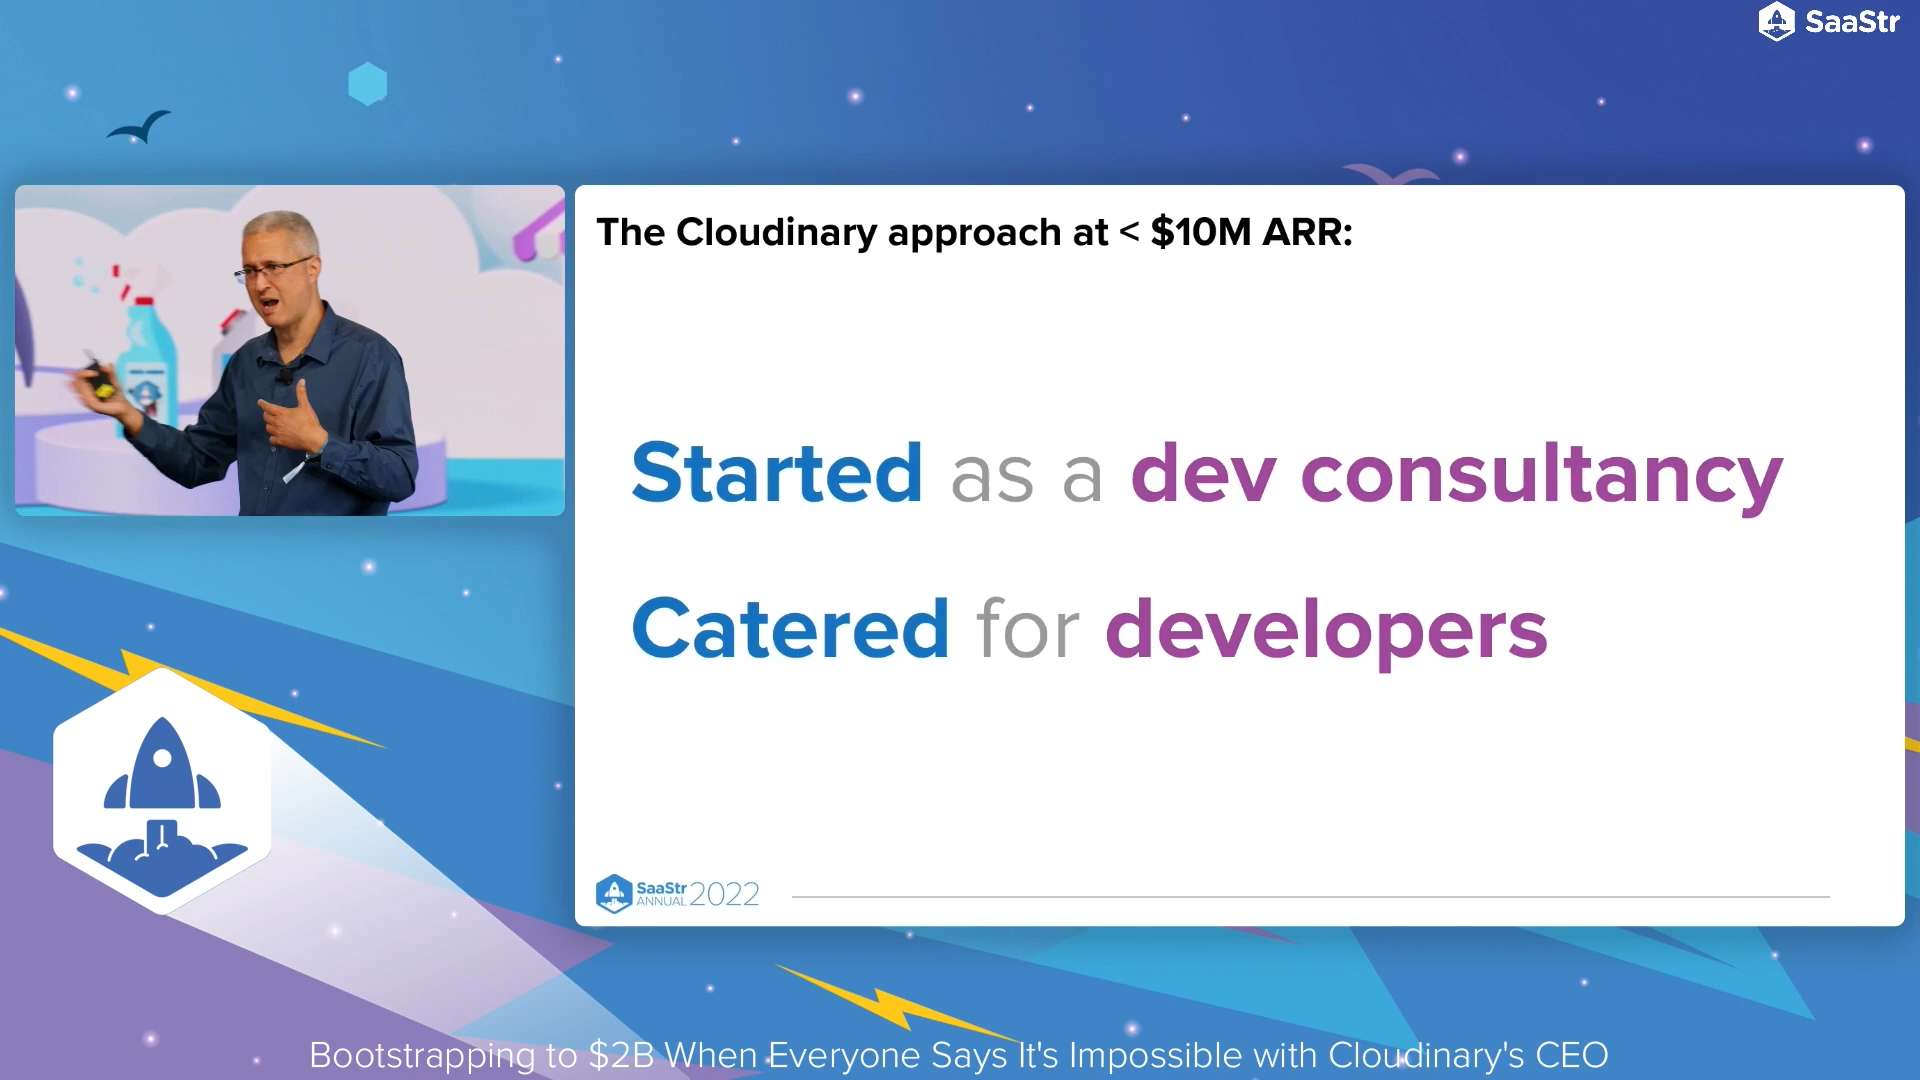 SaaStr
The Cloudinary approach at < $10M ARR:
Started as a dev consultancy
Catered for developers
SaaStr
ANNUAL 2022
Bootstrapping to $2B When Everyone Says It's Impossible with Cloudinary's CEO